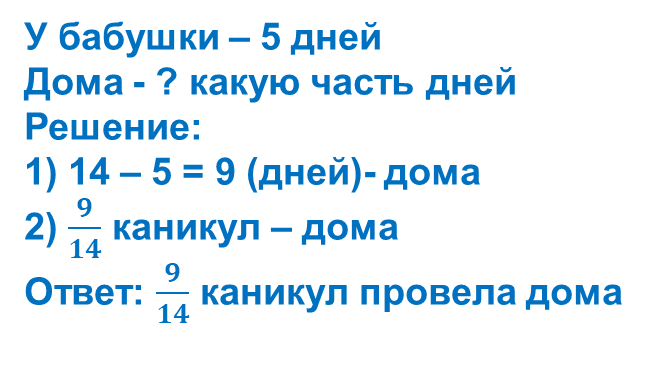 У бабушки – 5 дней
Дома - ? какую часть дней
Решение:
1) 14 – 5 = 9 (дней)- дома
2) 9/14 каникул – дома
Ответ: 9/14 каникул провела дома